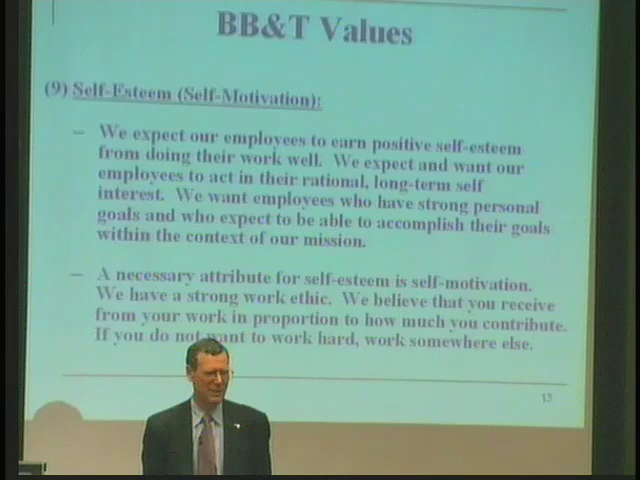 BB&T Values
(9) Self-Esteem (Self-Motivation):
– We expect our employees to earn positive self-esteem
from doing their work well. We expect and want our
employees to act in their rational, long-term self
interest. We want employees who have strong personal
goals and who expect to be able to accomplish their goals
within the context of our mission.
– A necessary attribute for self-esteem is self-motivation.
We have a strong work ethic. We believe that you receive
from your work in proportion to how much you contribute.
If you do not want to work hard, work somewhere else.
13